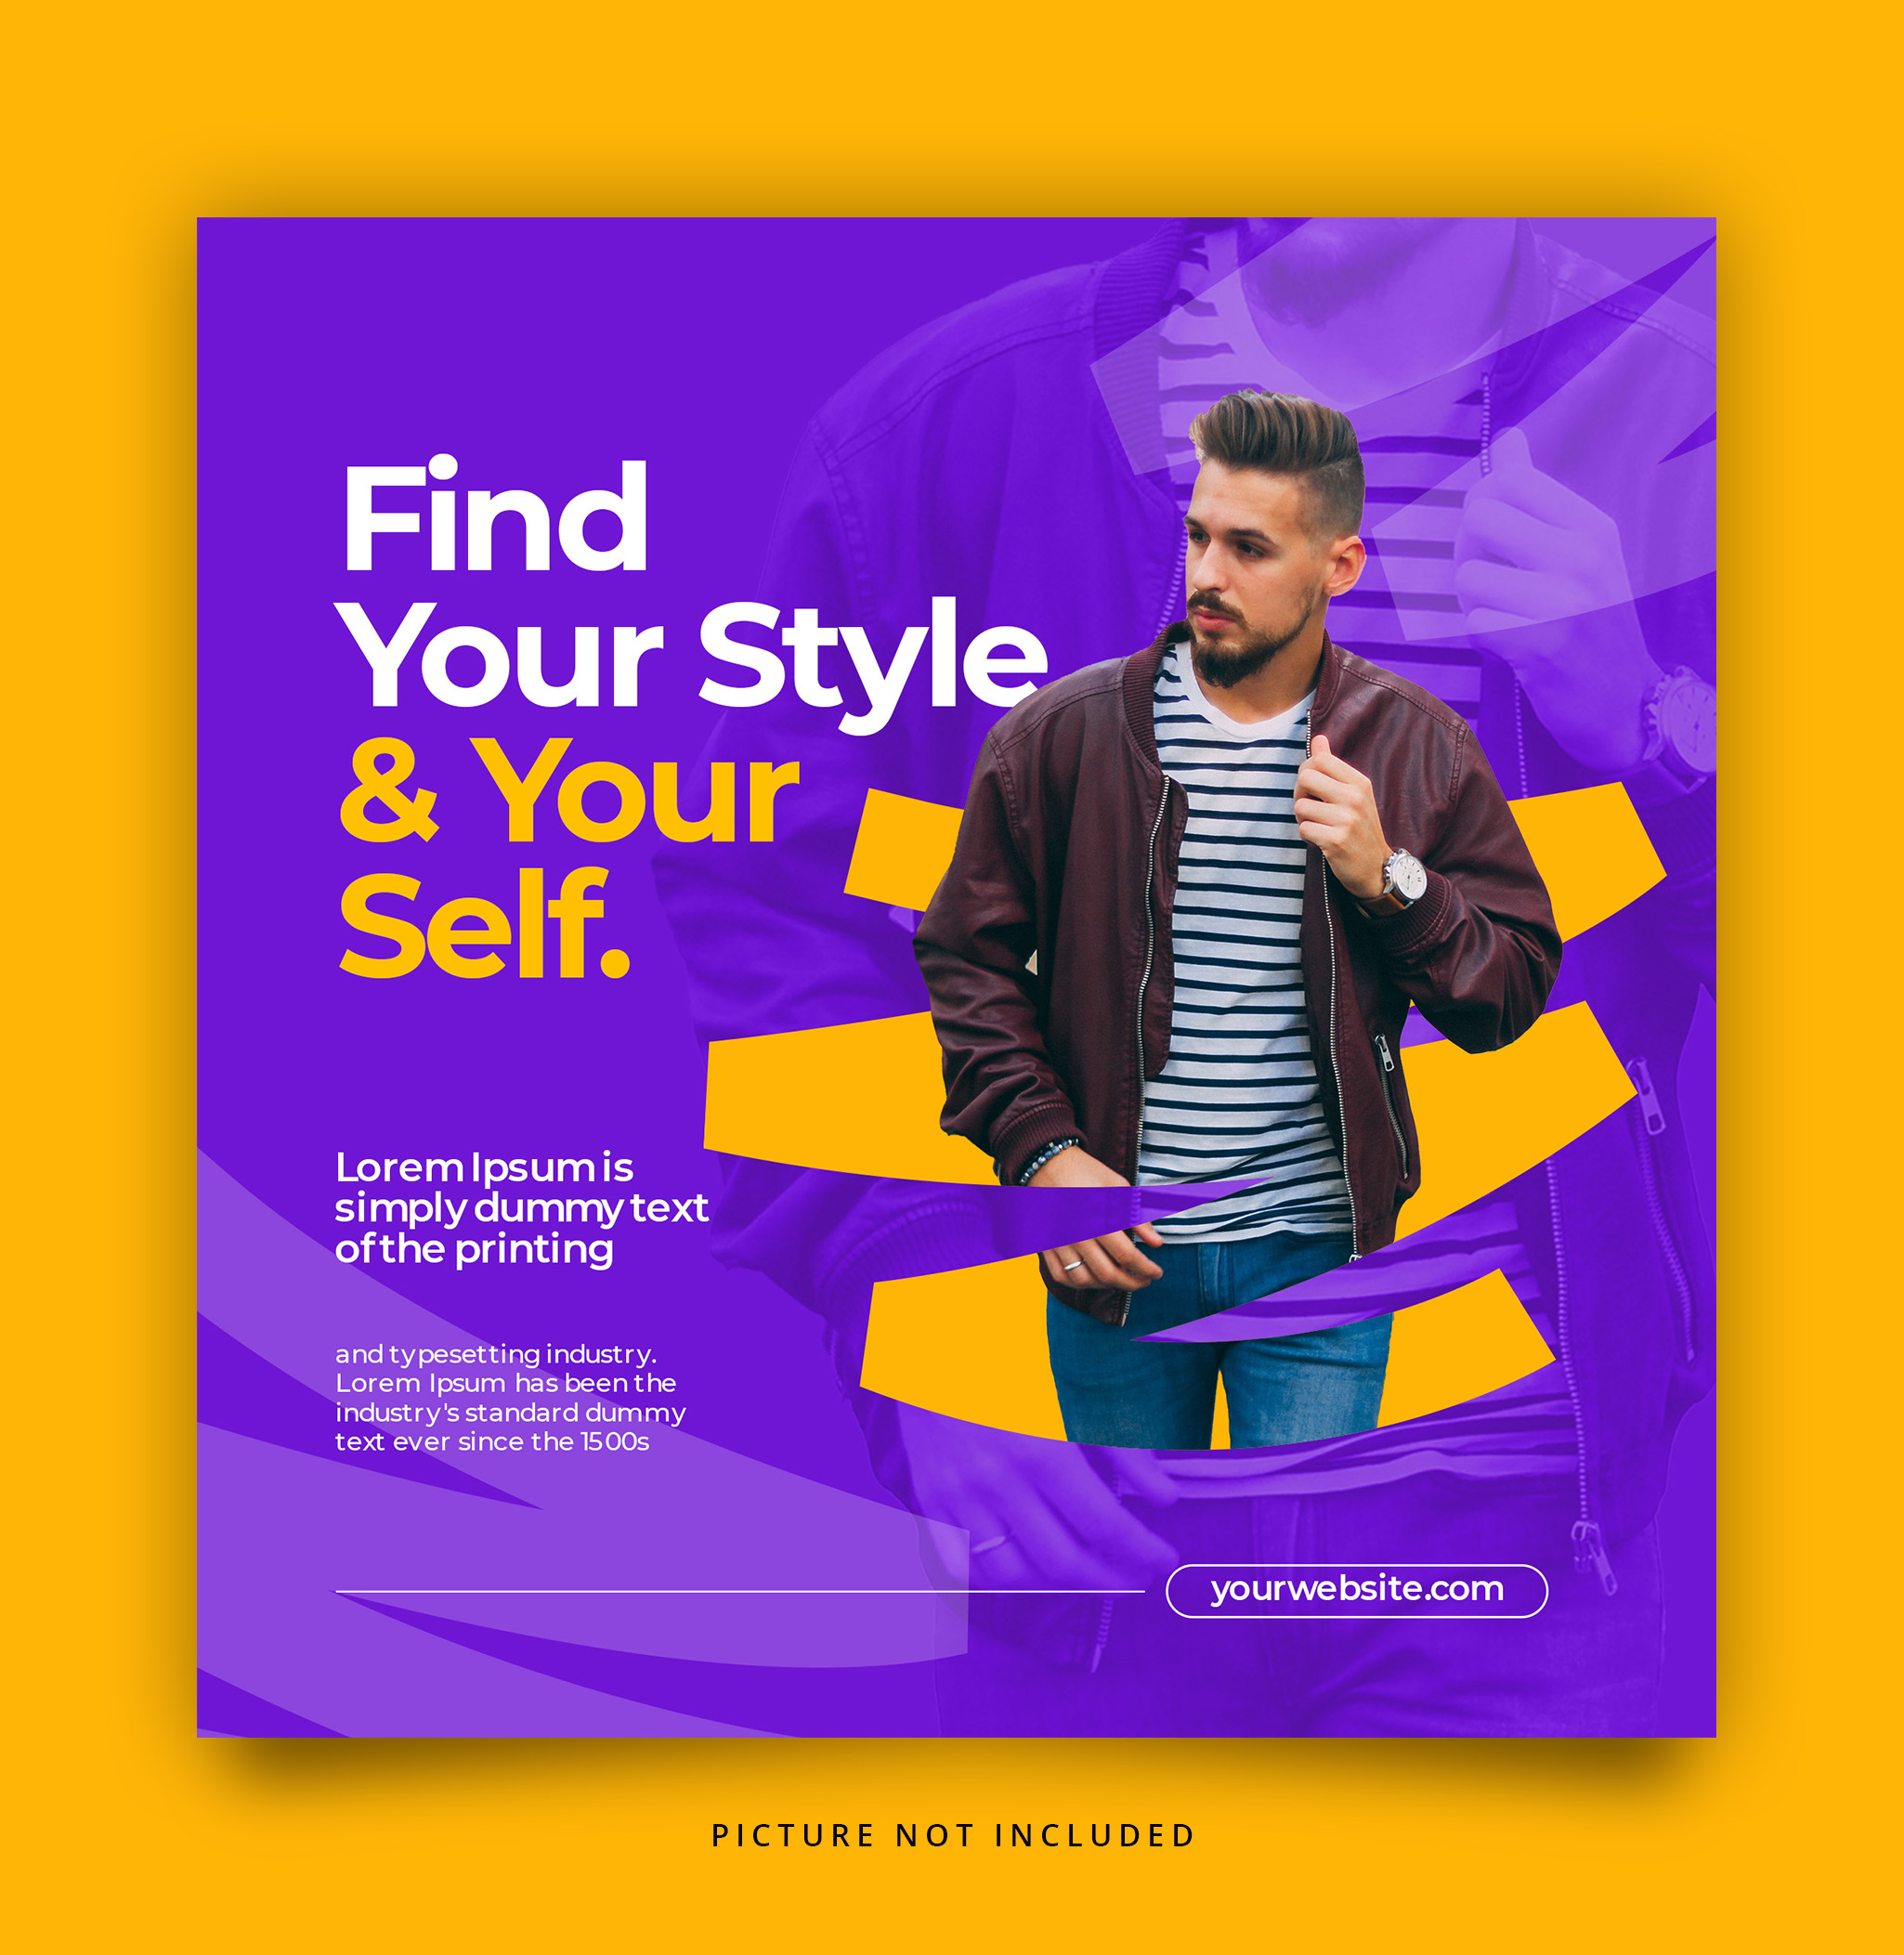 Find
Your Style
& Your
Self.
Lorem Ipsum is
simply dummy text
of the printing
and typesetting industry.
Lorem Ipsum has been the
industry's standard dummy
text ever since the 1500s
yourwebsite.com
PICTURE NOT INCLUDED